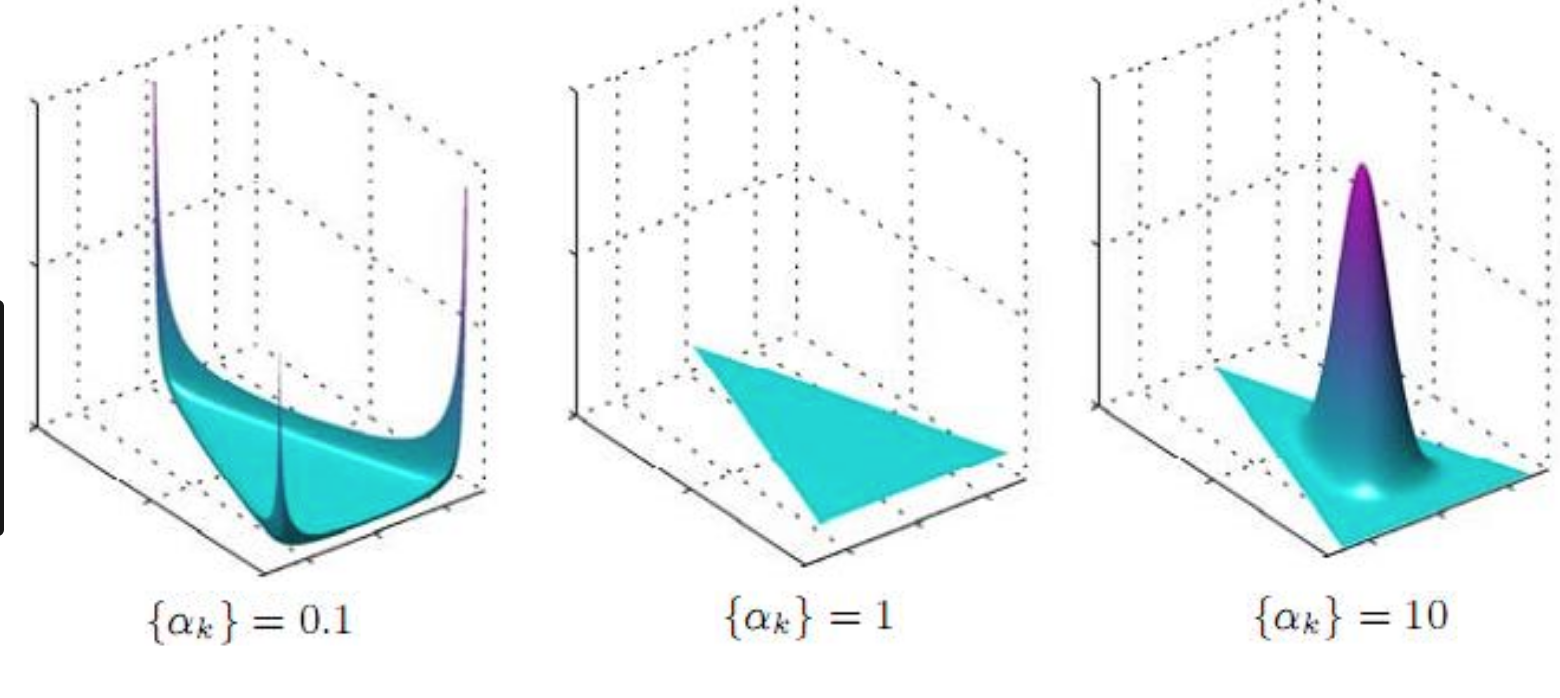 {αₖ} = 0.1
{αₖ} = 1
{αₖ} = 10